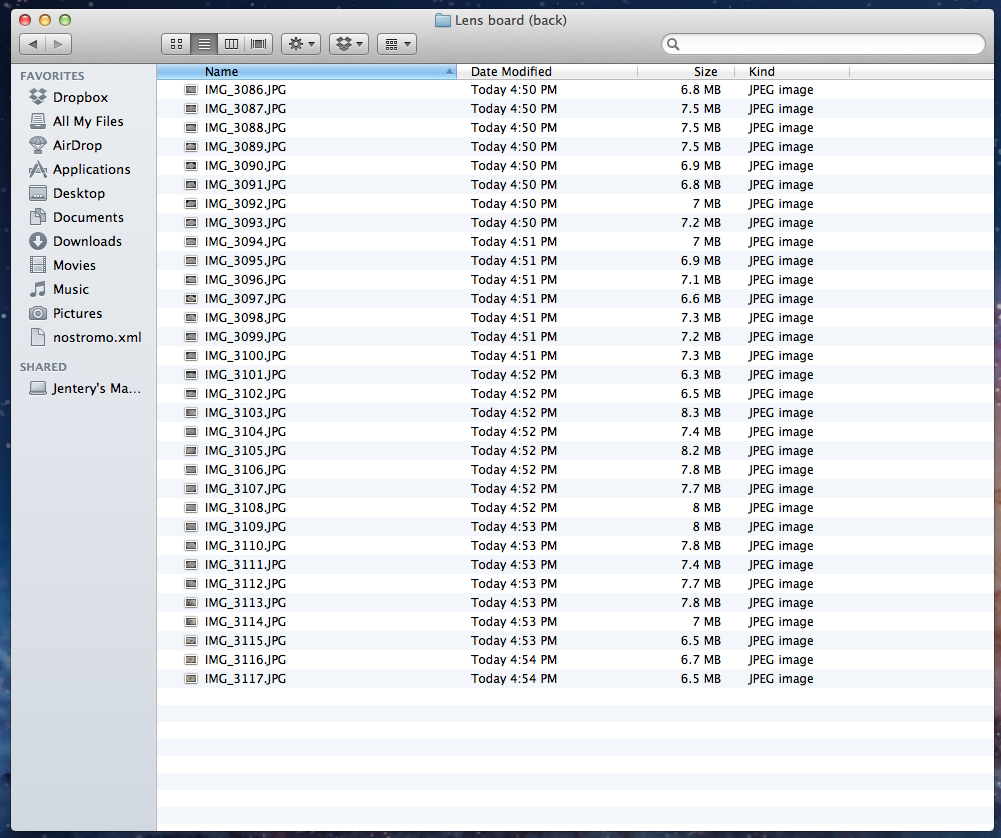 Lens board (back)
FAVORITES
Dropbox
All My Files
AirDrop
Applications
Desktop
Documents
Downloads
Movies
Music
Pictures
nostromo.xml
SHARED
Jentery's Ma...
Name Date Modified Size Kind
IMG_3086.JPG Today 4:50 PM 6.8 MB JPEG image
IMG_3087.JPG Today 4:50 PM 7.5 MB JPEG image
IMG_3088.JPG Today 4:50 PM 7.5 MB JPEG image
IMG_3089.JPG Today 4:50 PM 7.5 MB JPEG image
IMG_3090.JPG Today 4:50 PM 6.9 MB JPEG image
IMG_3091.JPG Today 4:50 PM 6.8 MB JPEG image
IMG_3092.JPG Today 4:50 PM 7 MB JPEG image
IMG_3093.JPG Today 4:50 PM 7.2 MB JPEG image
IMG_3094.JPG Today 4:51 PM 7 MB JPEG image
IMG_3095.JPG Today 4:51 PM 6.9 MB JPEG image
IMG_3096.JPG Today 4:51 PM 7.1 MB JPEG image
IMG_3097.JPG Today 4:51 PM 6.6 MB JPEG image
IMG_3098.JPG Today 4:51 PM 7.3 MB JPEG image
IMG_3099.JPG Today 4:51 PM 7.2 MB JPEG image
IMG_3100.JPG Today 4:51 PM 7.3 MB JPEG image
IMG_3101.JPG Today 4:52 PM 6.3 MB JPEG image
IMG_3102.JPG Today 4:52 PM 6.5 MB JPEG image
IMG_3103.JPG Today 4:52 PM 8.3 MB JPEG image
IMG_3104.JPG Today 4:52 PM 7.4 MB JPEG image
IMG_3105.JPG Today 4:52 PM 8.2 MB JPEG image
IMG_3106.JPG Today 4:52 PM 7.8 MB JPEG image
IMG_3107.JPG Today 4:52 PM 7.7 MB JPEG image
IMG_3108.JPG Today 4:52 PM 8 MB JPEG image
IMG_3109.JPG Today 4:53 PM 8 MB JPEG image
IMG_3110.JPG Today 4:53 PM 7.8 MB JPEG image
IMG_3111.JPG Today 4:53 PM 7.4 MB JPEG image
IMG_3112.JPG Today 4:53 PM 7.7 MB JPEG image
IMG_3113.JPG Today 4:53 PM 7.8 MB JPEG image
IMG_3114.JPG Today 4:53 PM 7 MB JPEG image
IMG_3115.JPG Today 4:53 PM 6.5 MB JPEG image
IMG_3116.JPG Today 4:54 PM 6.7 MB JPEG image
IMG_3117.JPG Today 4:54 PM 6.5 MB JPEG image